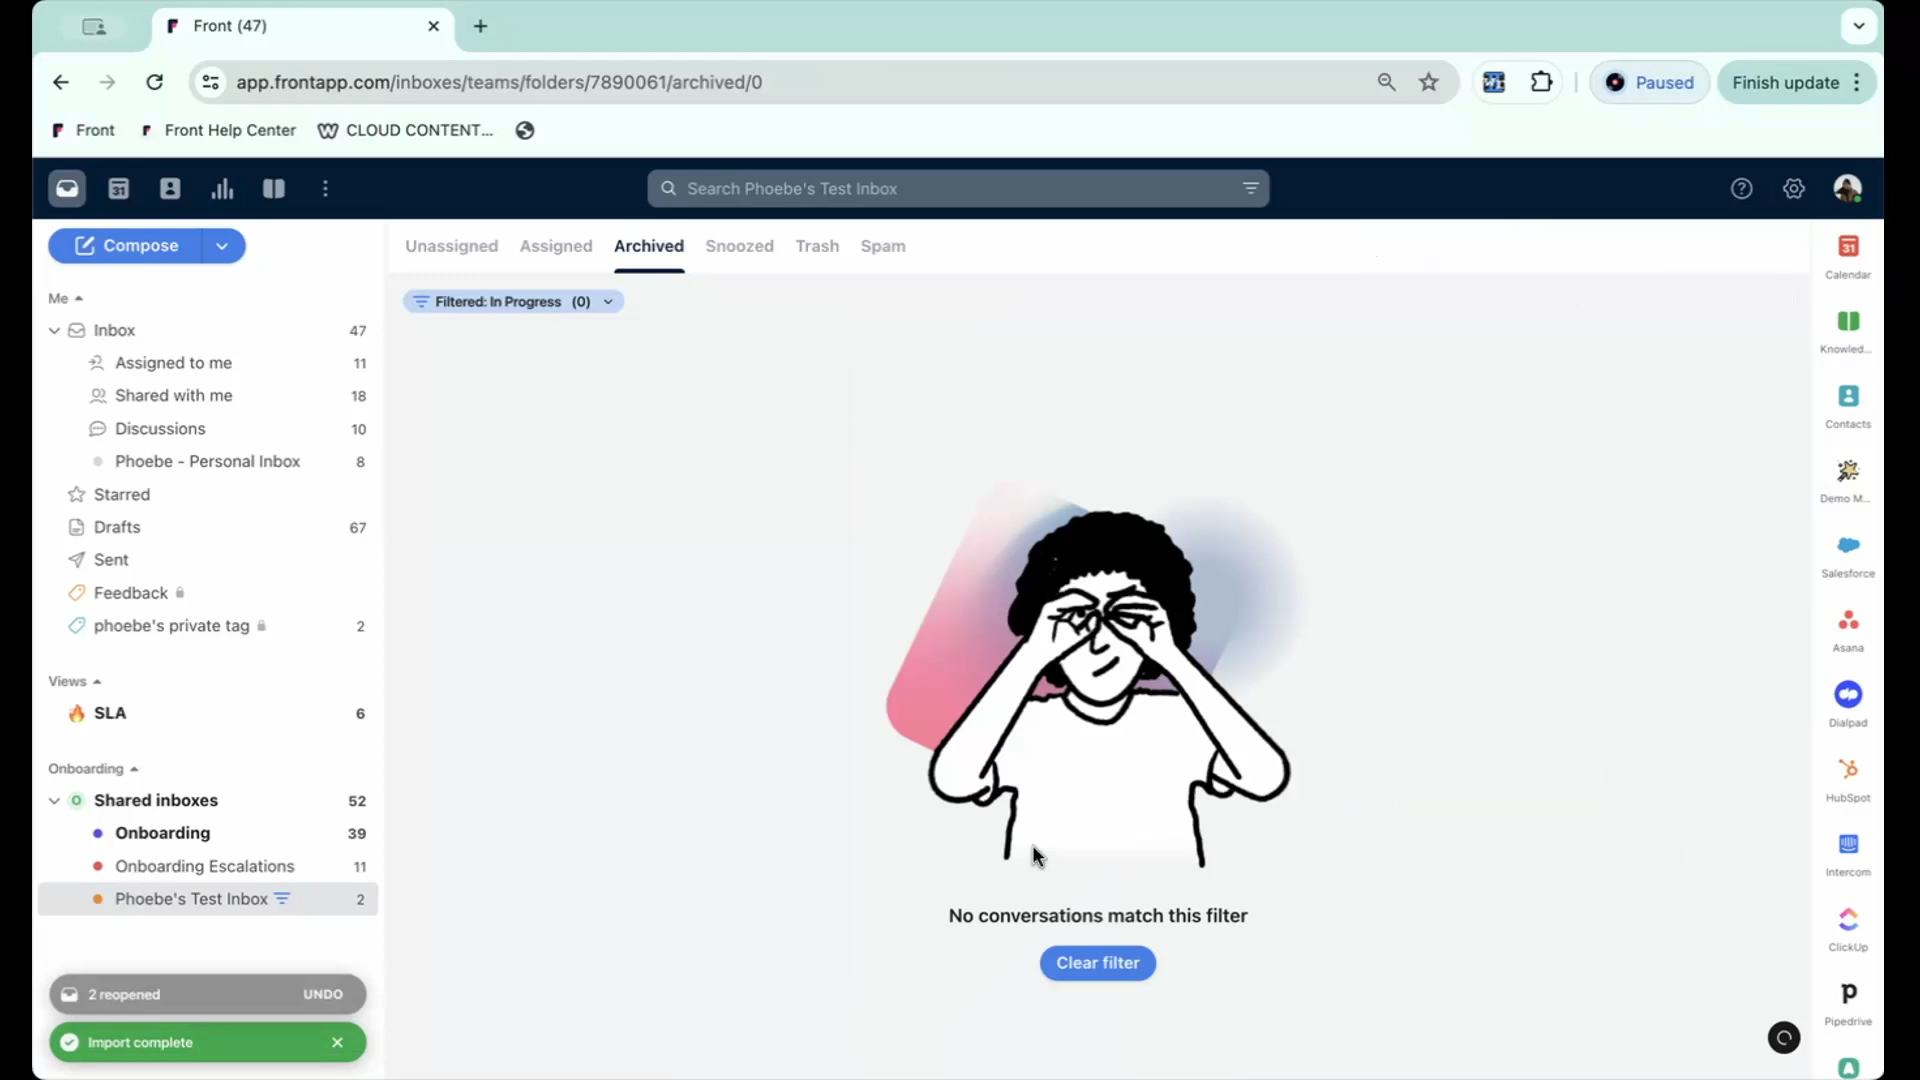 Front (47)
app.frontapp.com/inboxes/teams/folders/7890061/archived/0
Paused
Finish update
Front
Front Help Center
CLOUD CONTENT...
31
Search Phoebe's Test Inbox
Compose
Unassigned
Assigned
Archived
Snoozed
Trash
Spam
Filtered: In Progress (0)
Me
Inbox 47
Assigned to me 11
Shared with me 18
Discussions 10
Phoebe - Personal Inbox 8
Starred
Drafts 67
Sent
Feedback
phoebe's private tag 2
Views
SLA 6
Onboarding
O Shared inboxes 52
Onboarding 39
Onboarding Escalations 11
Phoebe's Test Inbox 2
2 reopened UNDO
Import complete
No conversations match this filter
Clear filter
31
Calendar
Knowled...
Contacts
Demo M...
Salesforce
Asana
Dialpad
HubSpot
Intercom
ClickUp
p
Pipedrive
A